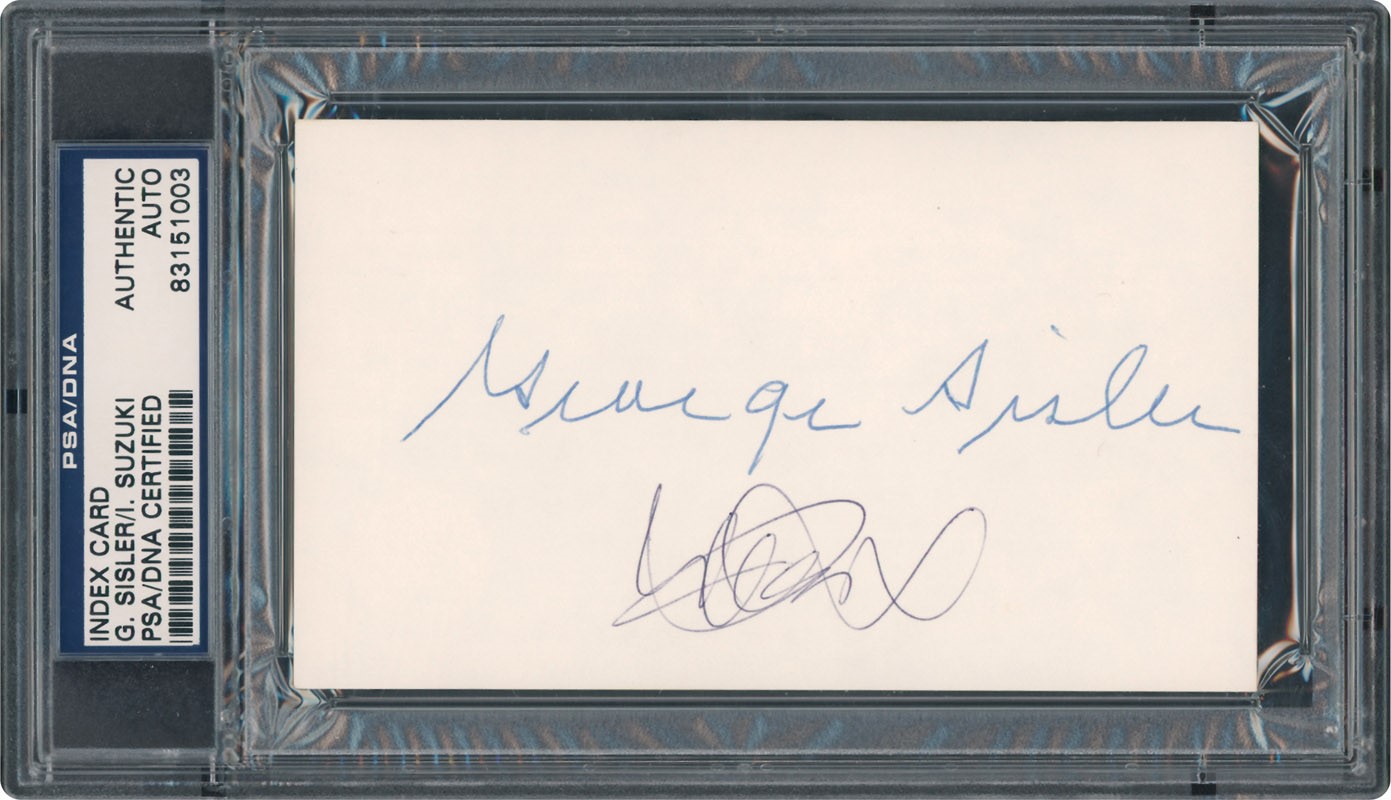 PSA/DNA
INDEX CARD AUTHENTIC
G. SISLER/I. SUZUKI AUTO
PSA/DNA CERTIFIED 83151003
George Sisler